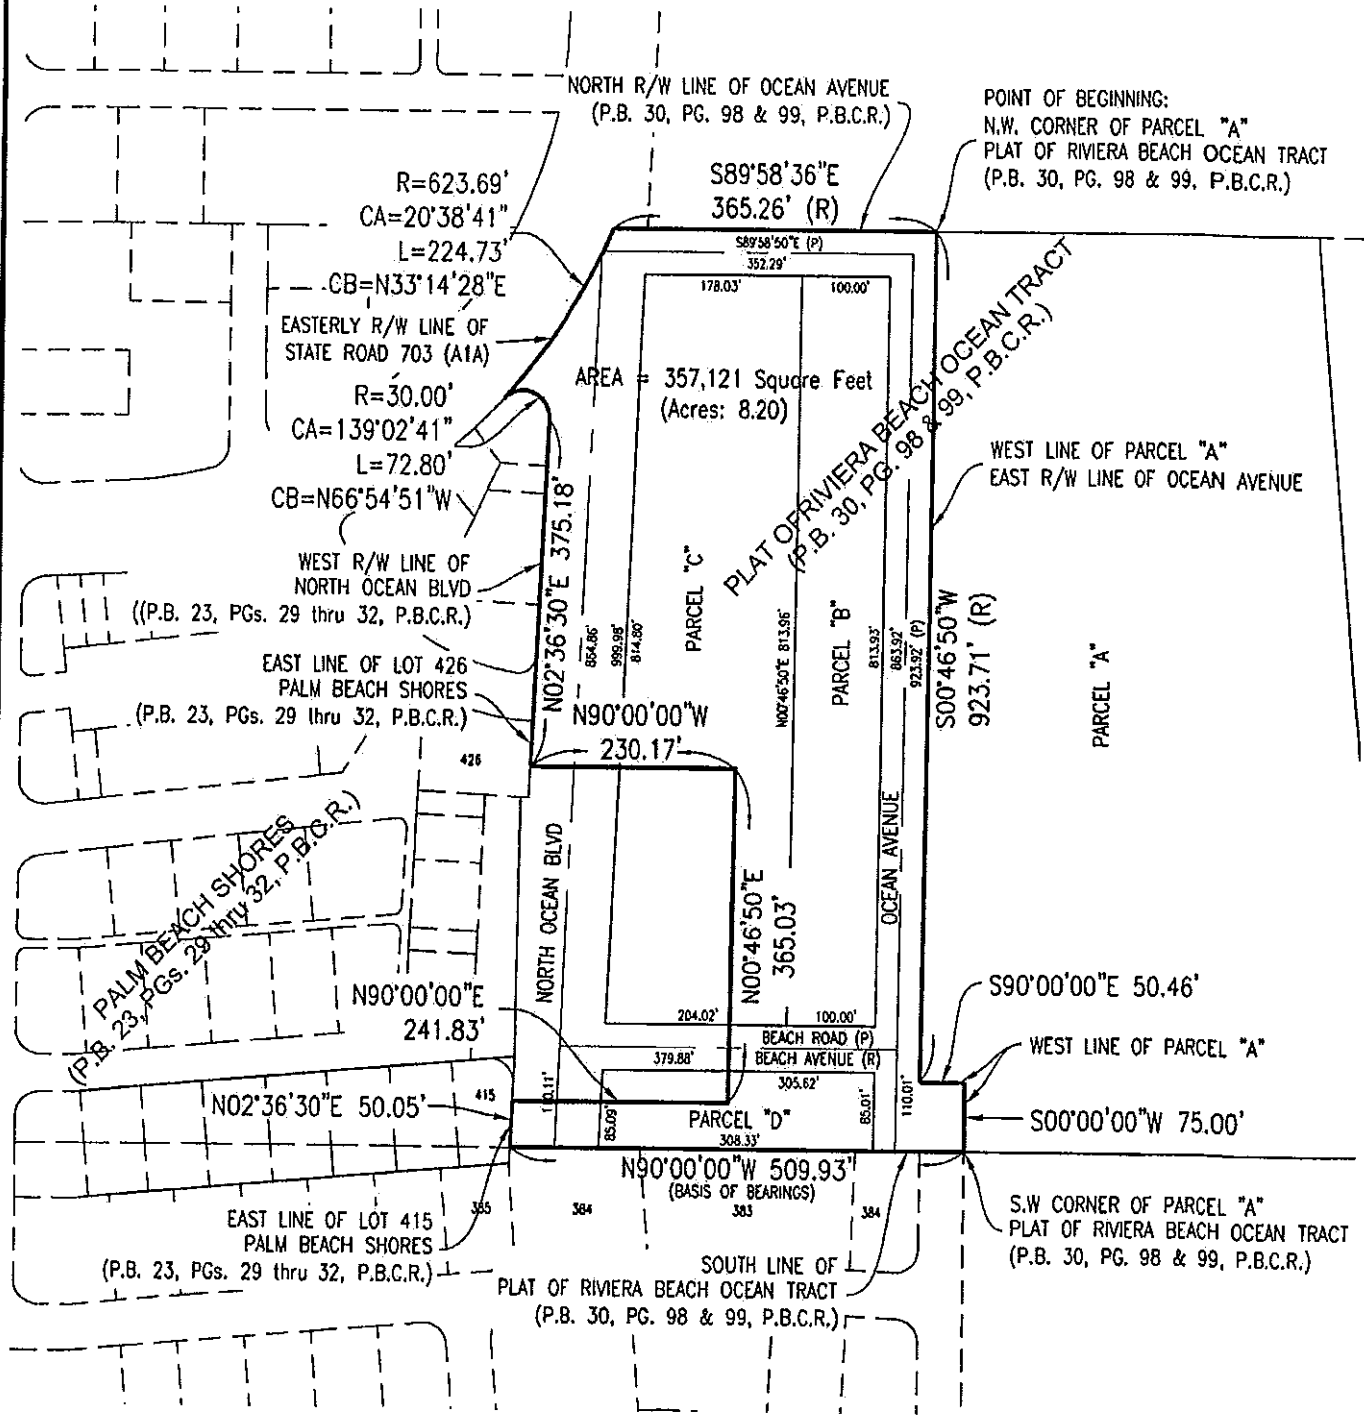 NORTH R/W LINE OF OCEAN AVENUE
(P.B. 30, PG. 98 & 99, P.B.C.R.)
POINT OF BEGINNING:
N.W. CORNER OF PARCEL "A"
PLAT OF RIVIERA BEACH OCEAN TRACT
(P.B. 30, PG. 98 & 99, P.B.C.R.)
S89°58'36"E
365.26' (R)
R=623.69'
CA=20°38'41"
L=224.73'
CB=N33°14'28"E
S89°58'50"E (P)
352.29'
178.03'
100.00'
EASTERLY R/W LINE OF
STATE ROAD 703 (A1A)
AREA = 357,121 Square Feet
(Acres: 8.20)
PLAT OF RIVIERA BEACH OCEAN TRACT
(P.B. 30, PG. 98 & 99, P.B.C.R.)
R=30.00'
CA=139°02'41"
L=72.80'
CB=N66°54'51"W
WEST LINE OF PARCEL "A"
EAST R/W LINE OF OCEAN AVENUE
WEST R/W LINE OF
NORTH OCEAN BLVD
((P.B. 23, PGs. 29 thru 32, P.B.C.R.)
N02°36'30"E 375.18'
864.86'
999.98'
814.80'
PARCEL "C"
N00°46'50"E 813.96
PARCEL "B"
813.93'
863.92'
923.92' (P)
S00°46'50"W
923.71' (R)
PARCEL "A"
EAST LINE OF LOT 426
PALM BEACH SHORES
(P.B. 23, PGs. 29 thru 32, P.B.C.R.)
N90°00'00"W
230.17'
426
PALM BEACH SHORES
(P.B. 23, PGs. 29 thru 32, P.B.C.R.)
NORTH OCEAN BLVD
N00°46'50"E
365.03'
OCEAN AVENUE
N90°00'00"E
241.83'
S90°00'00"E 50.46'
204.02'
100.00'
BEACH ROAD (P)
BEACH AVENUE (R)
379.88'
305.62'
WEST LINE OF PARCEL "A"
N02°36'30"E 50.05'
415
110.11'
85.09'
PARCEL "D"
308.33'
85.01'
110.01'
S00°00'00"W 75.00'
N90°00'00"W 509.93'
(BASIS OF BEARINGS)
385
384
383
384
EAST LINE OF LOT 415
PALM BEACH SHORES
(P.B. 23, PGs. 29 thru 32, P.B.C.R.)
S.W CORNER OF PARCEL "A"
PLAT OF RIVIERA BEACH OCEAN TRACT
(P.B. 30, PG. 98 & 99, P.B.C.R.)
SOUTH LINE OF
PLAT OF RIVIERA BEACH OCEAN TRACT
(P.B. 30, PG. 98 & 99, P.B.C.R.)